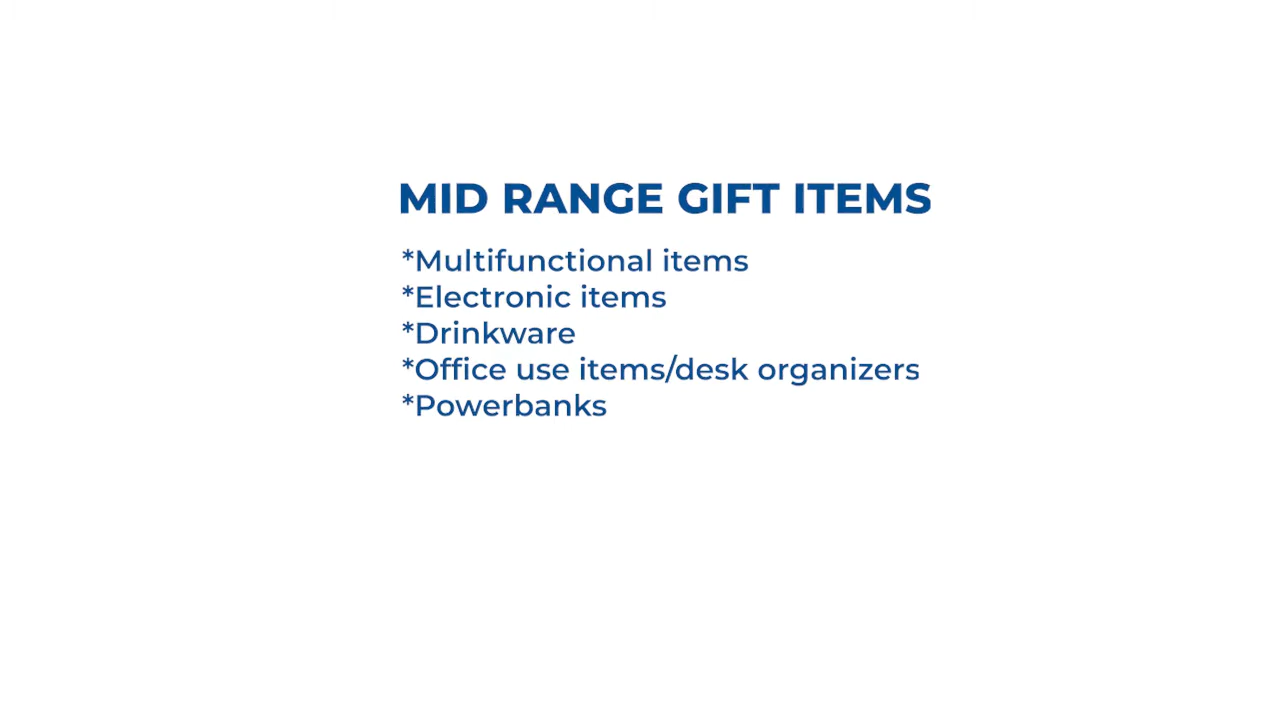 MID RANGE GIFT ITEMS
*Multifunctional items
*Electronic items
*Drinkware
*Office use items/desk organizers
*Powerbanks